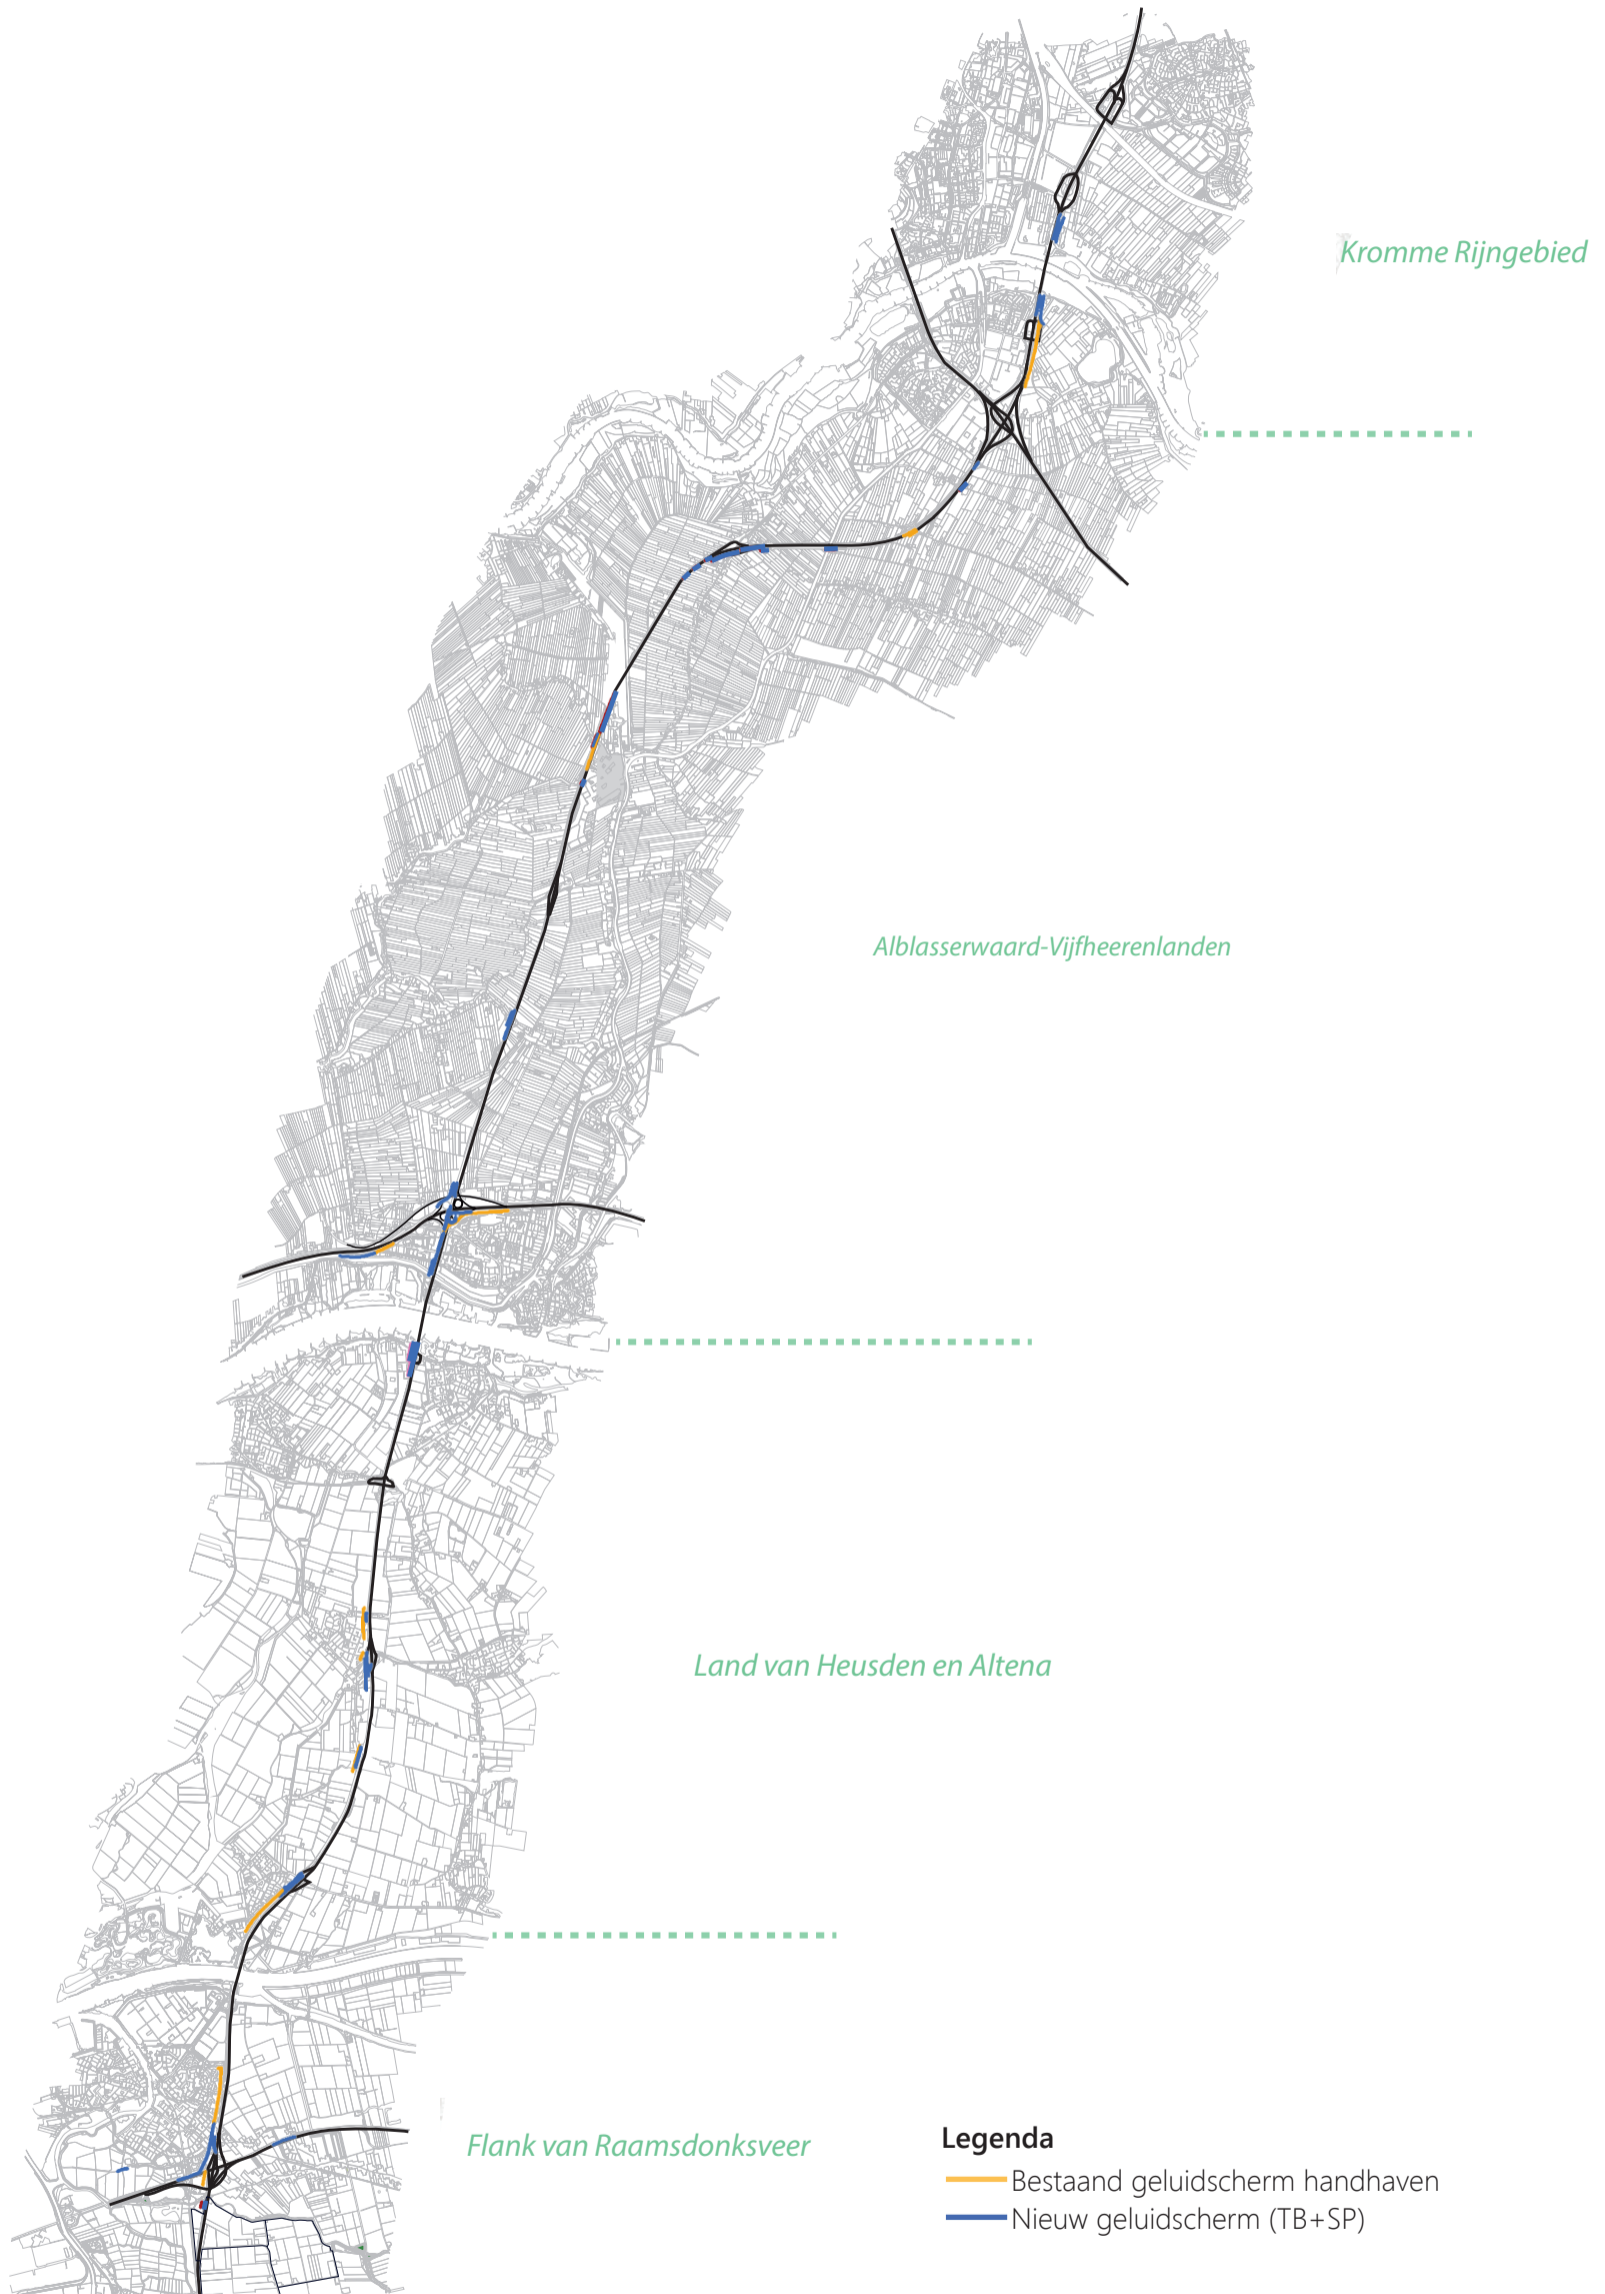 Kromme Rijngebied
Alblasserwaard-Vijfheerenlanden
Land van Heusden en Altena
Flank van Raamsdonksveer
Legenda
Bestaand geluidscherm handhaven
Nieuw geluidscherm (TB+SP)